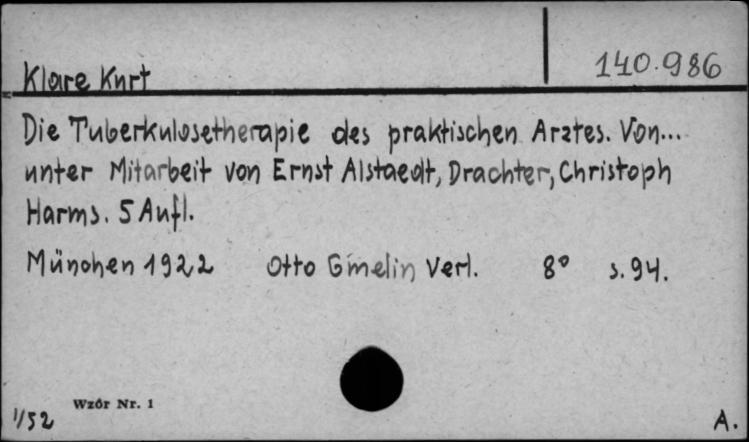 140.986
Klare Kurt
Die Tuberkulosetherapie des praktischen Arztes. Von...
unter Mitarbeit von Ernst Alstaedt, Drachter, Christoph
Harms. 5 Aufl.
München 1922 Otto Gmelin Verl. 8° s. 94.
Wzór Nr. 1
1/52 A.